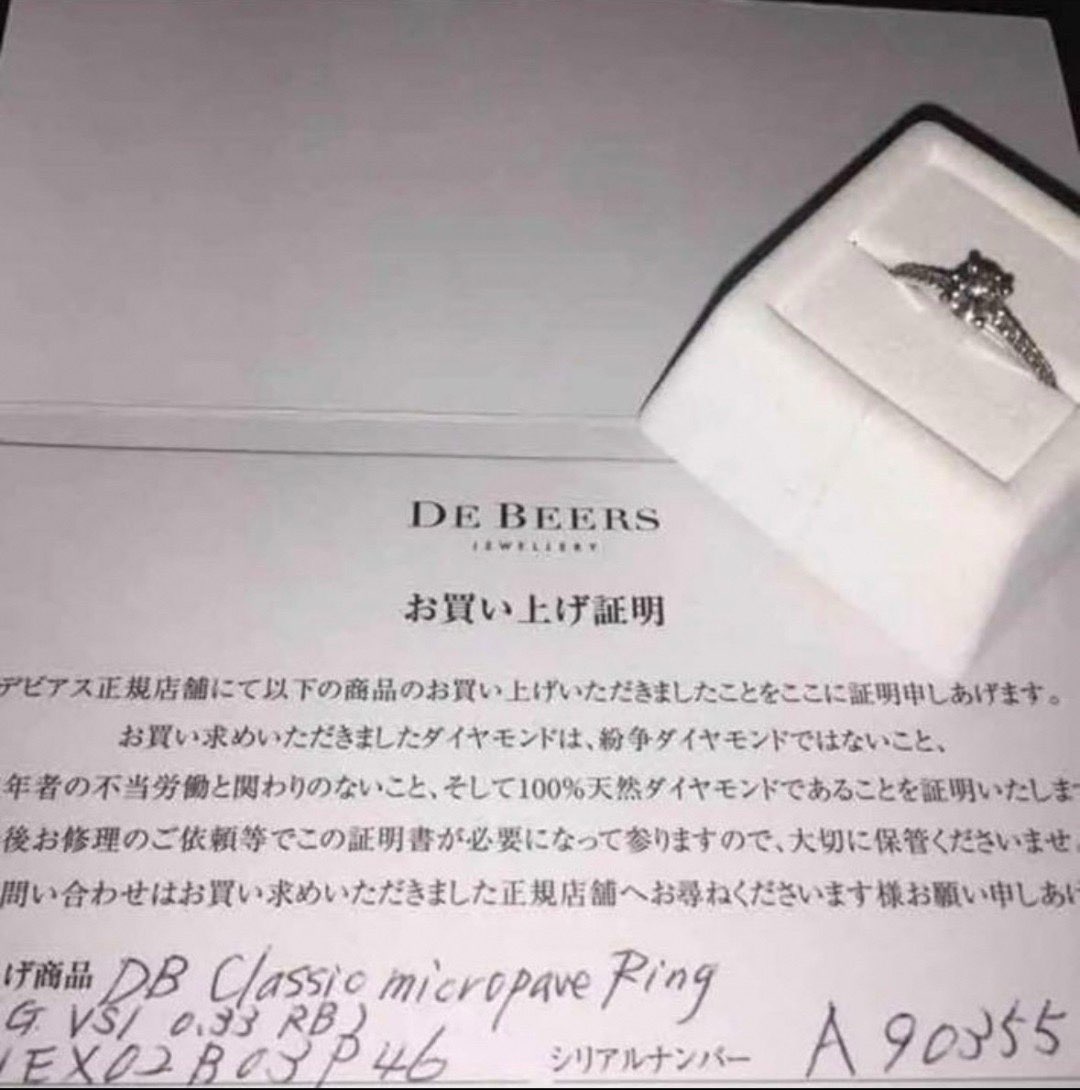 DE BEERS
JEWELLERY
お買い上げ証明
デビアス正規店舗にて以下の商品のお買い上げいただきましたことをここに証明申しあげます。
お買い求めいただきましたダイヤモンドは、紛争ダイヤモンドではないこと、
年者の不当労働と関わりのないこと、そして100%天然ダイヤモンドであることを証明いたしま
後お修理のご依頼等でこの証明書が必要になって参りますので、大切に保管くださいませ。
問い合わせはお買い求めいただきました正規店舗へお尋ねくださいます様お願い申しあげ
げ商品 DB Classic micropave Ring
G VS1 0.33 RB
EX02B03P46 シリアルナンバー A90355